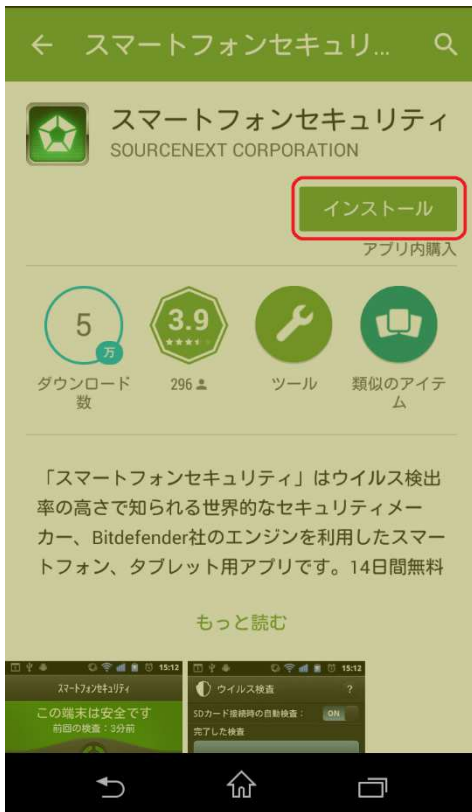 スマートフォンセキュリ...
スマートフォンセキュリティ
SOURCENEXT CORPORATION
インストール
アプリ内購入
5
万
3.9
ダウンロード
数
296
ツール
類似のアイテ
ム
「スマートフォンセキュリティ」はウイルス検出
率の高さで知られる世界的なセキュリティメー
カー、Bitdefender社のエンジンを利用したスマー
トフォン、タブレット用アプリです。14日間無料
もっと読む
15:12
スマートフォンセキュリティ
この端末は安全です
前回の検査：3分前
15:12
ウイルス検査
?
SDカード接続時の自動検査：
ON
完了した検査